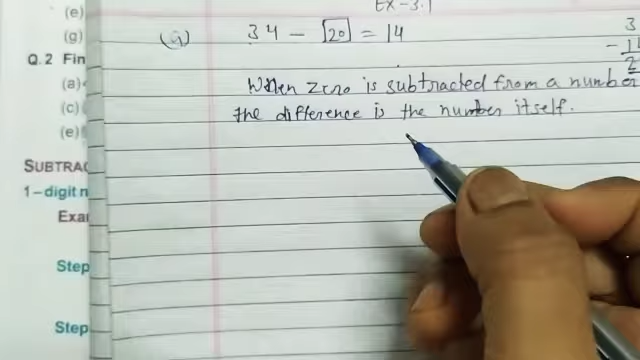 (e)
(g)
Q.2 Fin
(a)
(c)
(e)
SUBTRAC
1-digit n
Exa
Step
Step
EX-3.1
(a) 34 - 20 = 14
3
- 1
2
When zero is subtracted from a number
the difference is the number itself.